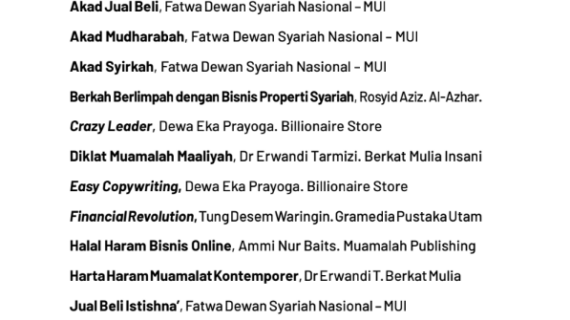 Akad Jual Beli, Fatwa Dewan Syariah Nasional – MUI
Akad Mudharabah, Fatwa Dewan Syariah Nasional – MUI
Akad Syirkah, Fatwa Dewan Syariah Nasional – MUI
Berkah Berlimpah dengan Bisnis Properti Syariah, Rosyid Aziz. Al-Azhar.
Crazy Leader, Dewa Eka Prayoga. Billionaire Store
Diklat Muamalah Maaliyah, Dr Erwandi Tarmizi. Berkat Mulia Insani
Easy Copywriting, Dewa Eka Prayoga. Billionaire Store
Financial Revolution, Tung Desem Waringin. Gramedia Pustaka Utam
Halal Haram Bisnis Online, Ammi Nur Baits. Muamalah Publishing
Harta Haram Muamalat Kontemporer, Dr Erwandi T. Berkat Mulia
Jual Beli Istishna’, Fatwa Dewan Syariah Nasional – MUI